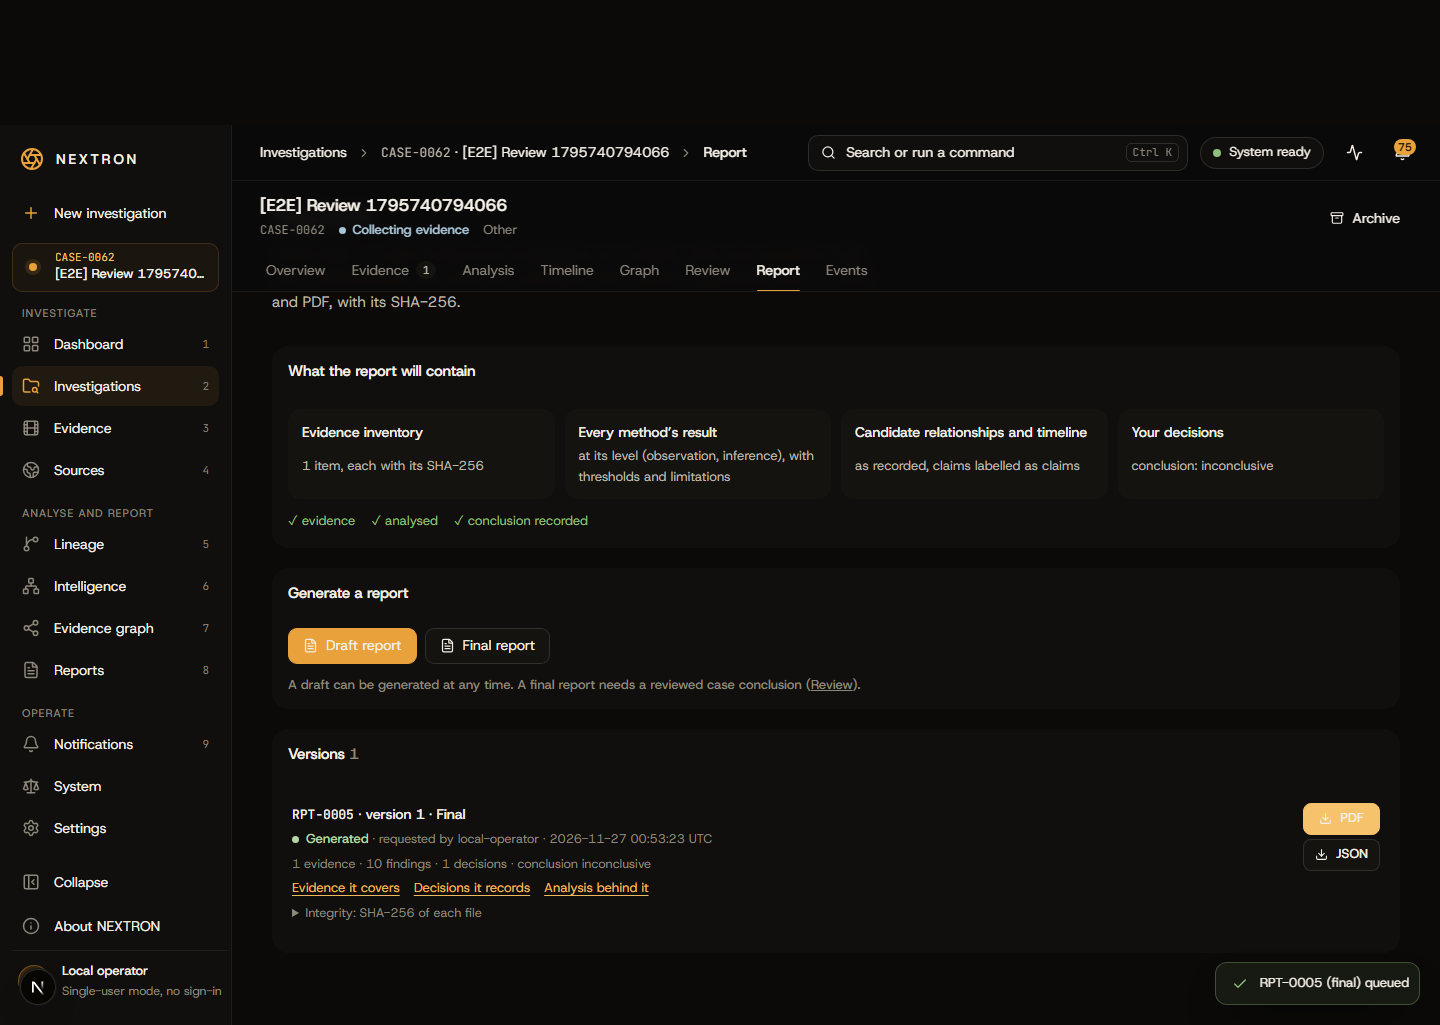 NEXTRON
New investigation
CASE-0062
[E2E] Review 1795740…
INVESTIGATE
Dashboard 1
Investigations 2
Evidence 3
Sources 4
ANALYSE AND REPORT
Lineage 5
Intelligence 6
Evidence graph 7
Reports 8
OPERATE
Notifications 9
System
Settings
Collapse
About NEXTRON
N
Local operator
Single-user mode, no sign-in
Investigations > CASE-0062 · [E2E] Review 1795740794066 > Report
Search or run a command Ctrl K
System ready
75
[E2E] Review 1795740794066
CASE-0062 Collecting evidence Other
Archive
Overview Evidence 1 Analysis Timeline Graph Review Report Events
and PDF, with its SHA-256.
What the report will contain
Evidence inventory
1 item, each with its SHA-256
Every method's result
at its level (observation, inference), with
thresholds and limitations
Candidate relationships and timeline
as recorded, claims labelled as claims
Your decisions
conclusion: inconclusive
✓ evidence ✓ analysed ✓ conclusion recorded
Generate a report
Draft report Final report
A draft can be generated at any time. A final report needs a reviewed case conclusion (Review).
Versions 1
RPT-0005 · version 1 · Final
Generated · requested by local-operator · 2026-11-27 00:53:23 UTC
1 evidence · 10 findings · 1 decisions · conclusion inconclusive
Evidence it covers Decisions it records Analysis behind it
Integrity: SHA-256 of each file
PDF
JSON
RPT-0005 (final) queued